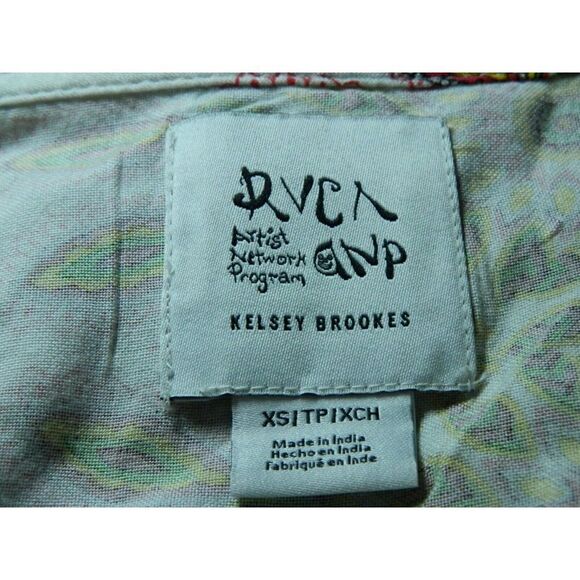 RVCA
Artist
Network
Program
ANP
KELSEY BROOKES
XS/TP/XCH
Made in India
Hecho en India
Fabriqué en Inde